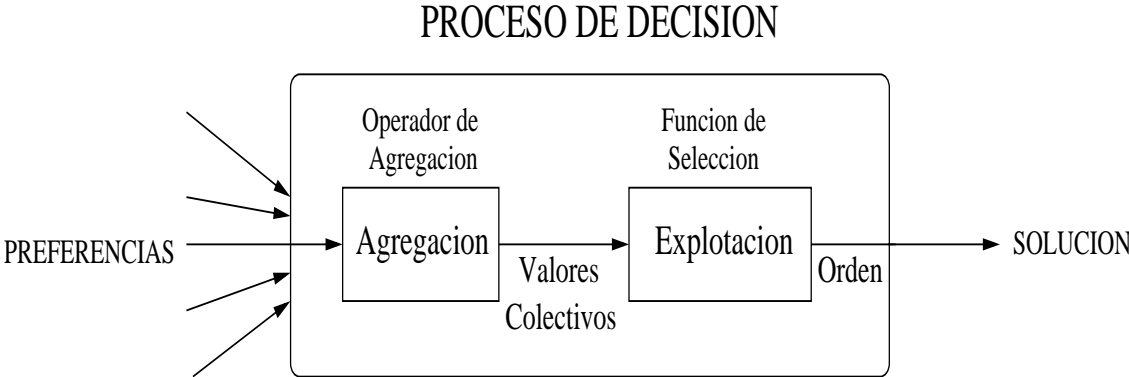 PROCESO DE DECISION
Operador de
Agregacion
Funcion de
Seleccion
PREFERENCIAS
Agregacion
Valores
Colectivos
Explotacion
Orden
SOLUCION